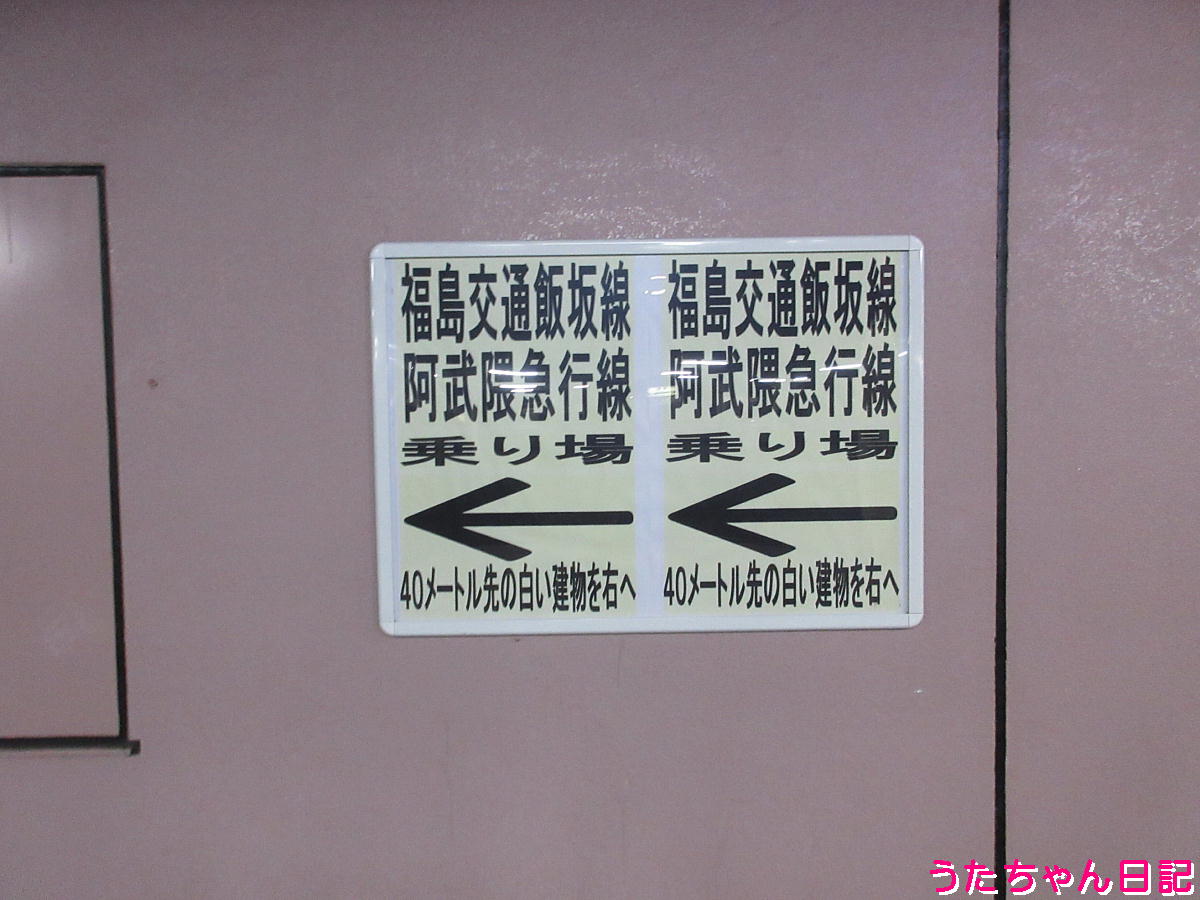 福島交通飯坂線
阿武隈急行線
乗り場
40メートル先の白い建物を右へ
福島交通飯坂線
阿武隈急行線
乗り場
40メートル先の白い建物を右へ
うたちゃん日記